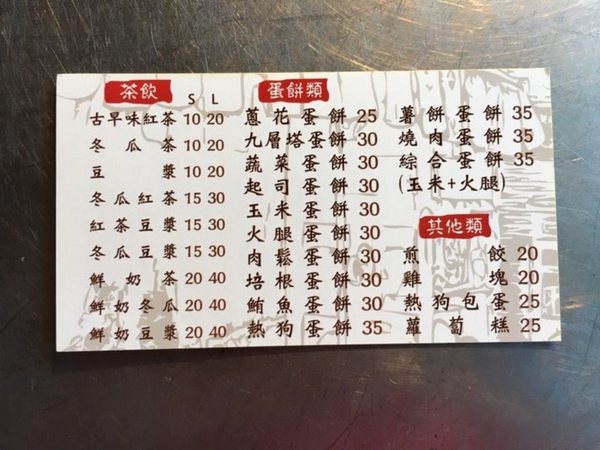 茶飲
S L
古早味紅茶 10 20
冬瓜茶 10 20
豆漿 10 20
冬瓜紅茶 15 30
紅茶豆漿 15 30
冬瓜豆漿 15 30
鮮奶茶 20 40
鮮奶冬瓜 20 40
鮮奶豆漿 20 40
蛋餅類
蔥花蛋餅 25
九層塔蛋餅 30
蔬菜蛋餅 30
起司蛋餅 30
玉米蛋餅 30
火腿蛋餅 30
肉鬆蛋餅 30
培根蛋餅 30
鮪魚蛋餅 30
熱狗蛋餅 35
薯餅蛋餅 35
燒肉蛋餅 35
綜合蛋餅 35
(玉米+火腿)
其他類
煎餃 20
雞塊 20
熱狗包蛋 25
蘿蔔糕 25